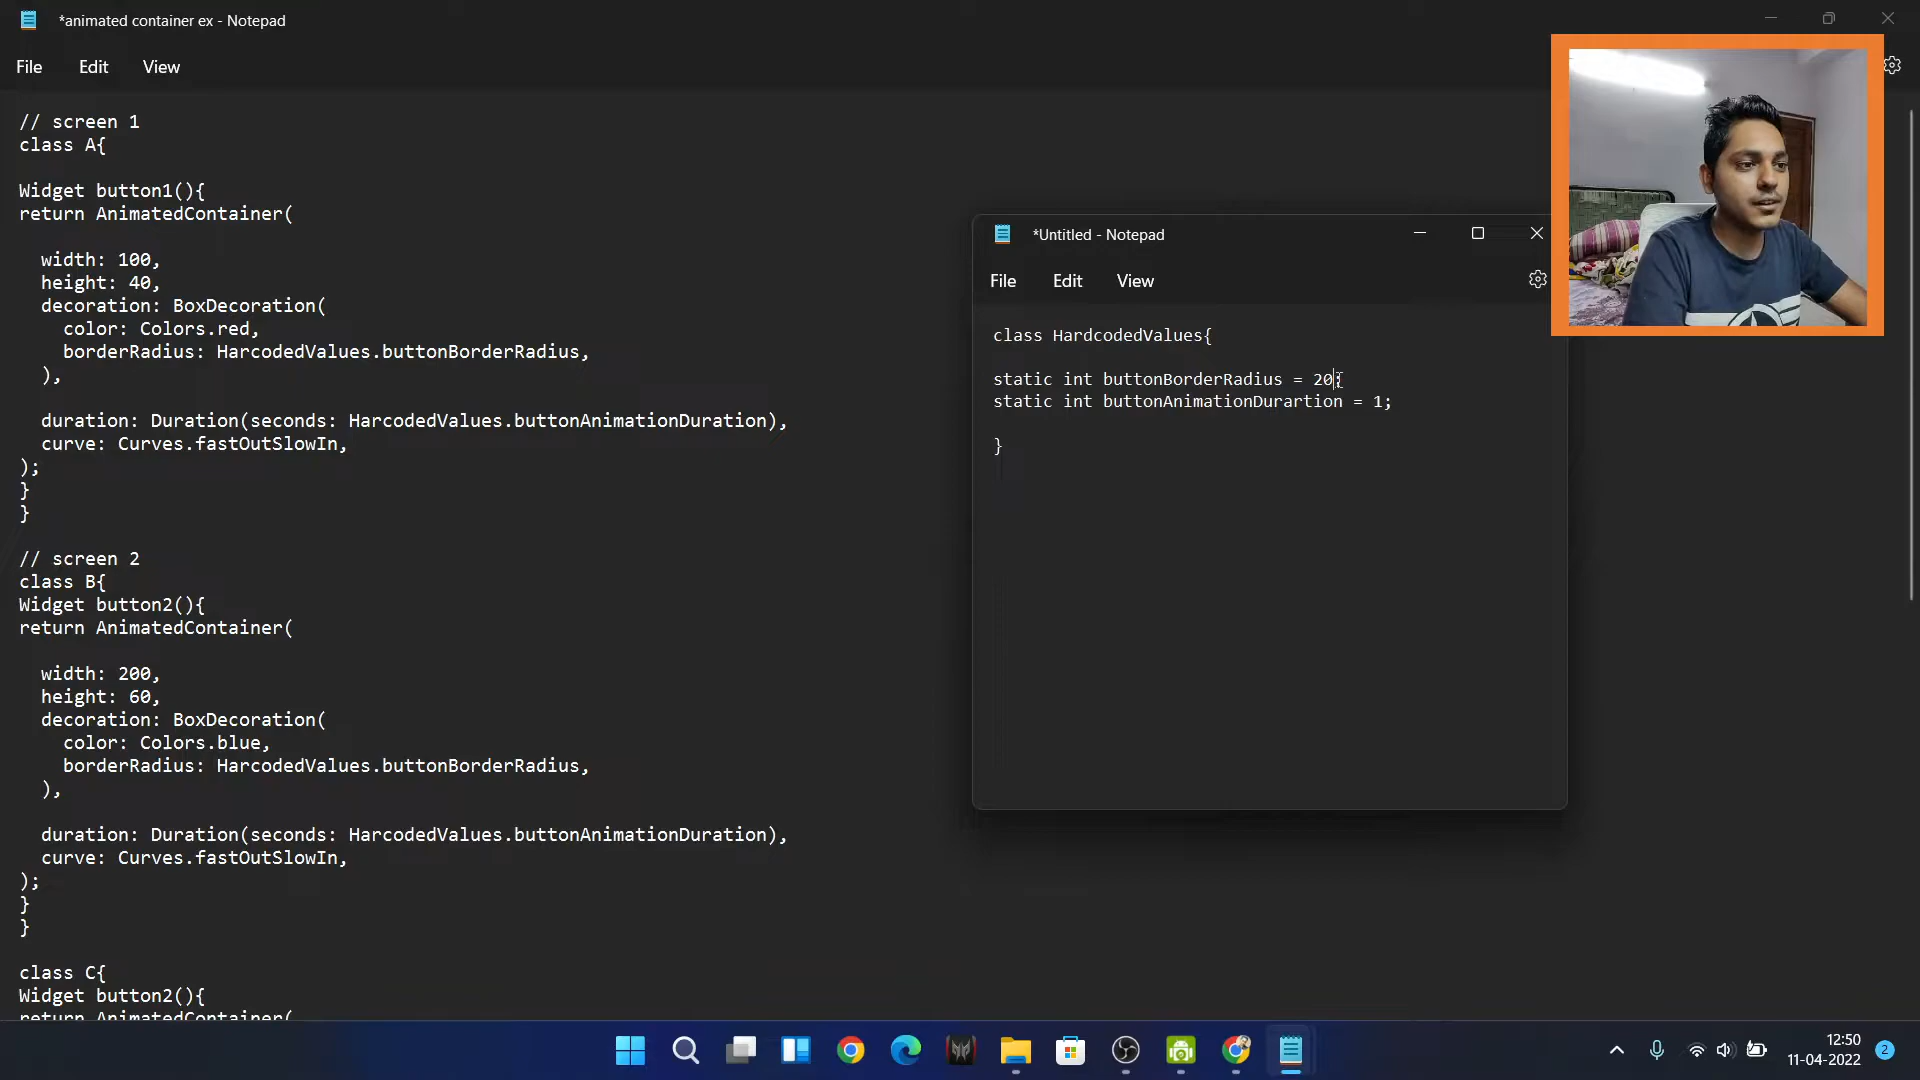 *animated container ex - Notepad
File Edit View
// screen 1
class A{
Widget button1(){
return AnimatedContainer(
width: 100,
height: 40,
decoration: BoxDecoration(
color: Colors.red,
borderRadius: HarcodedValues.buttonBorderRadius,
),
duration: Duration(seconds: HarcodedValues.buttonAnimationDuration),
curve: Curves.fastOutSlowIn,
);
}
}
// screen 2
class B{
Widget button2(){
return AnimatedContainer(
width: 200,
height: 60,
decoration: BoxDecoration(
color: Colors.blue,
borderRadius: HarcodedValues.buttonBorderRadius,
),
duration: Duration(seconds: HarcodedValues.buttonAnimationDuration),
curve: Curves.fastOutSlowIn,
);
}
}
class C{
Widget button2(){
return AnimatedContainer(
*Untitled - Notepad
File Edit View
class HardcodedValues{
static int buttonBorderRadius = 20;
static int buttonAnimationDurartion = 1;
}
12:50
11-04-2022
2